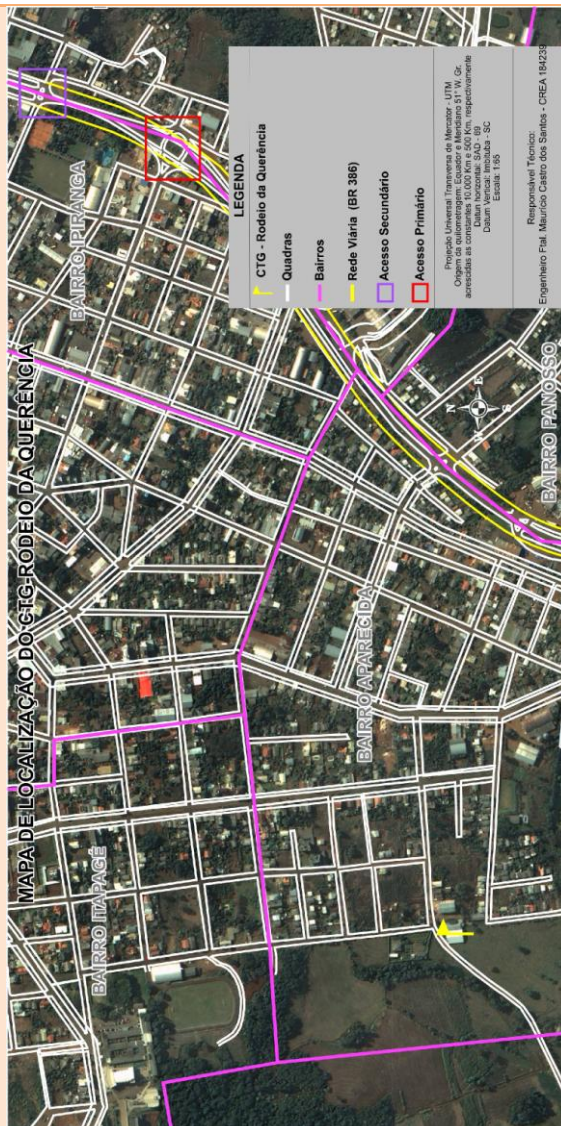 MAPA DE LOCALIZAÇÃO DO CTG-RODEIO DA QUERÊNCIA
BAIRRO ITAPAGÉ
BAIRRO IPIRANGA
BAIRRO APARECIDA
BAIRRO PANOSSO
N
E
S
W
LEGENDA
CTG - Rodeio da Querência
Quadras
Bairros
Rede Viária (BR 386)
Acesso Secundário
Acesso Primário
Projeção Universal Transversa de Mercator - UTM
Origem da quilometragem: Equador e Meridiano 51° W. Gr.
acrescidas as constantes 10.000 Km e 500 Km, respectivamente
Datun horizontal: SAD - 69
Datum Vertical: Imbituba - SC
Escala: 1:65
Responsável Técnico:
Engenheiro Ftal. Maurício Castro dos Santos - CREA 184239